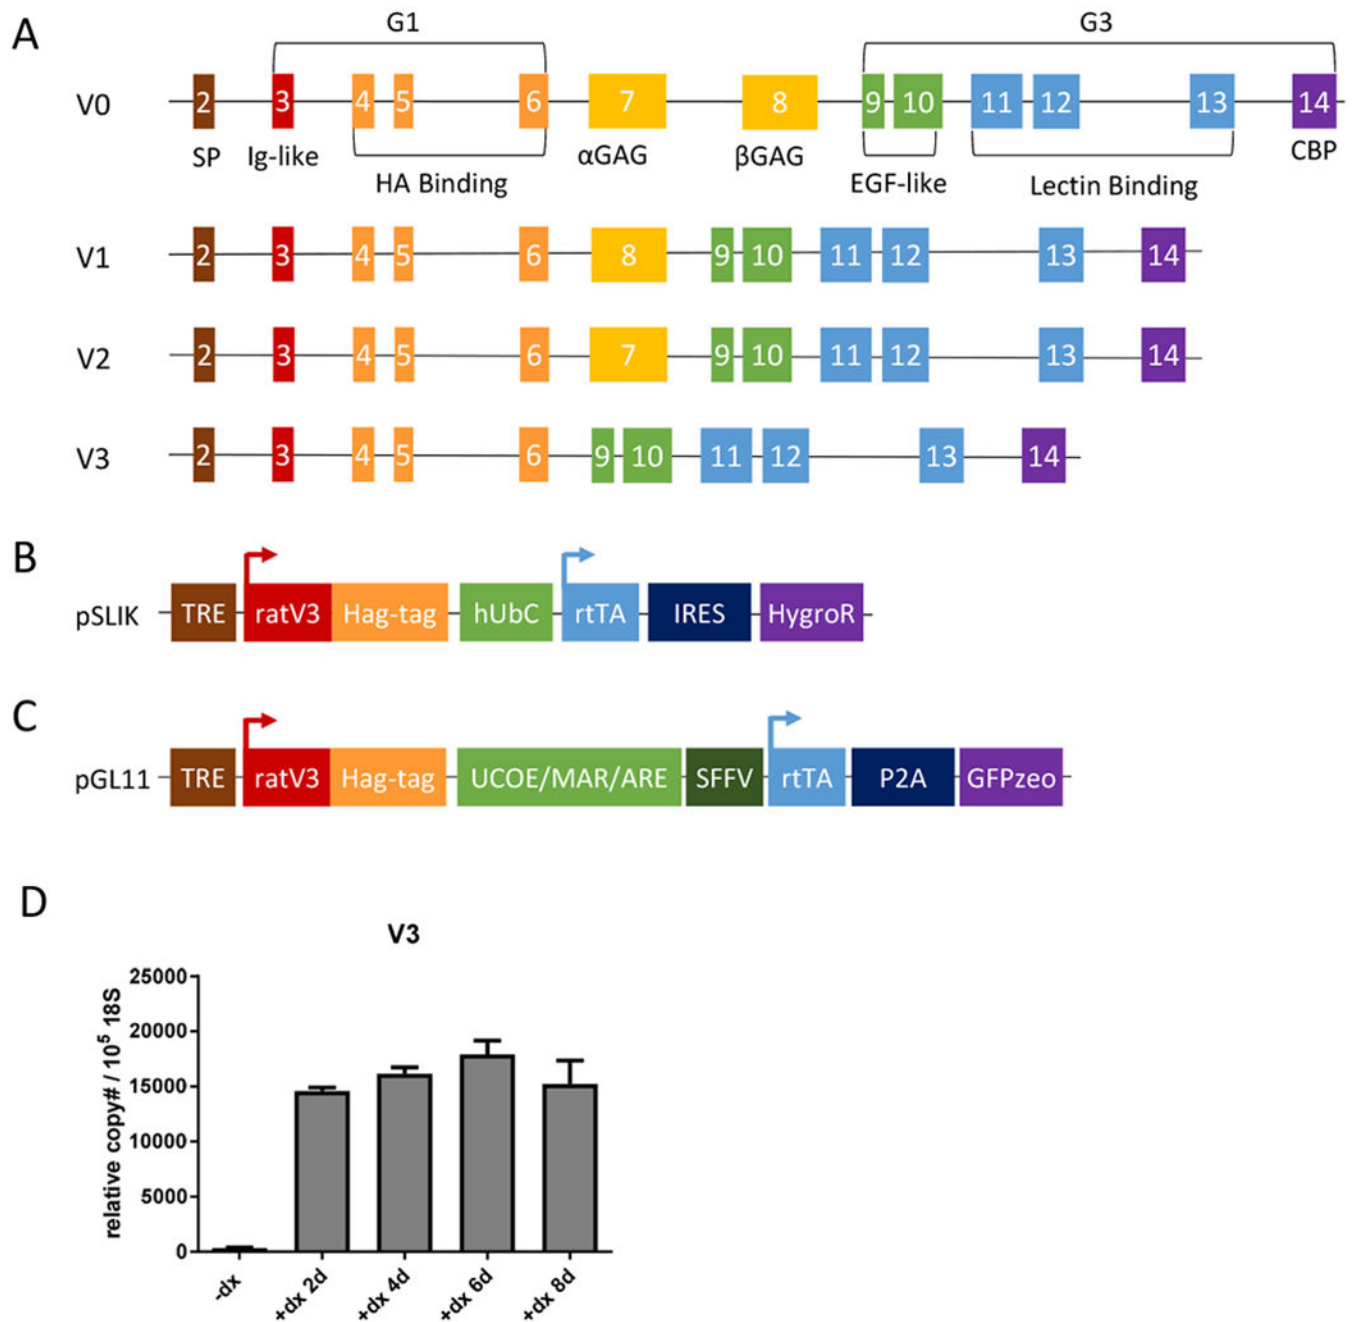 A
G1
G3
V0 2 3 4 5 6 7 8 9 10 11 12 13 14
SP Ig-like αGAG βGAG CBP
HA Binding EGF-like Lectin Binding
V1 2 3 4 5 6 8 9 10 11 12 13 14
V2 2 3 4 5 6 7 9 10 11 12 13 14
V3 2 3 4 5 6 9 10 11 12 13 14
B
pSLIK TRE ratV3 Hag-tag hUbC rtTA IRES HygroR
C
pGL11 TRE ratV3 Hag-tag UCOE/MAR/ARE SFFV rtTA P2A GFPzeo
D
V3
relative copy# / 10⁵ 18S
25000
20000
15000
10000
5000
0
-dx +dx 2d +dx 4d +dx 6d +dx 8d